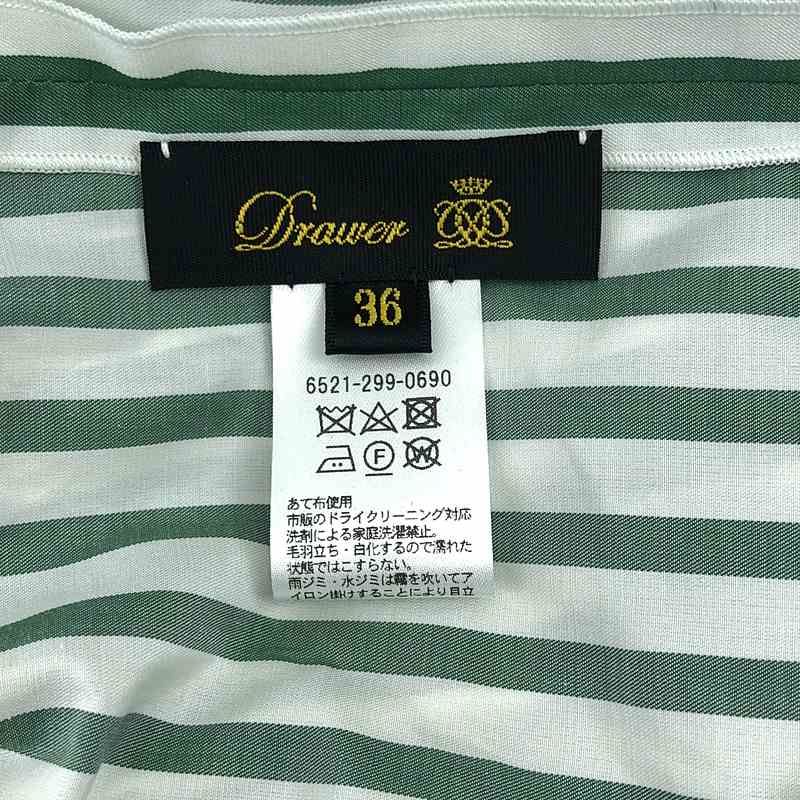 Drawer
36
6521-299-0690
F
W
あて布使用
市販のドライクリーニング対応
洗剤による家庭洗濯禁止。
毛羽立ち・白化するので濡れた
状態ではこすらない。
雨ジミ・水ジミは霧を吹いてア
イロン掛けすることにより目立